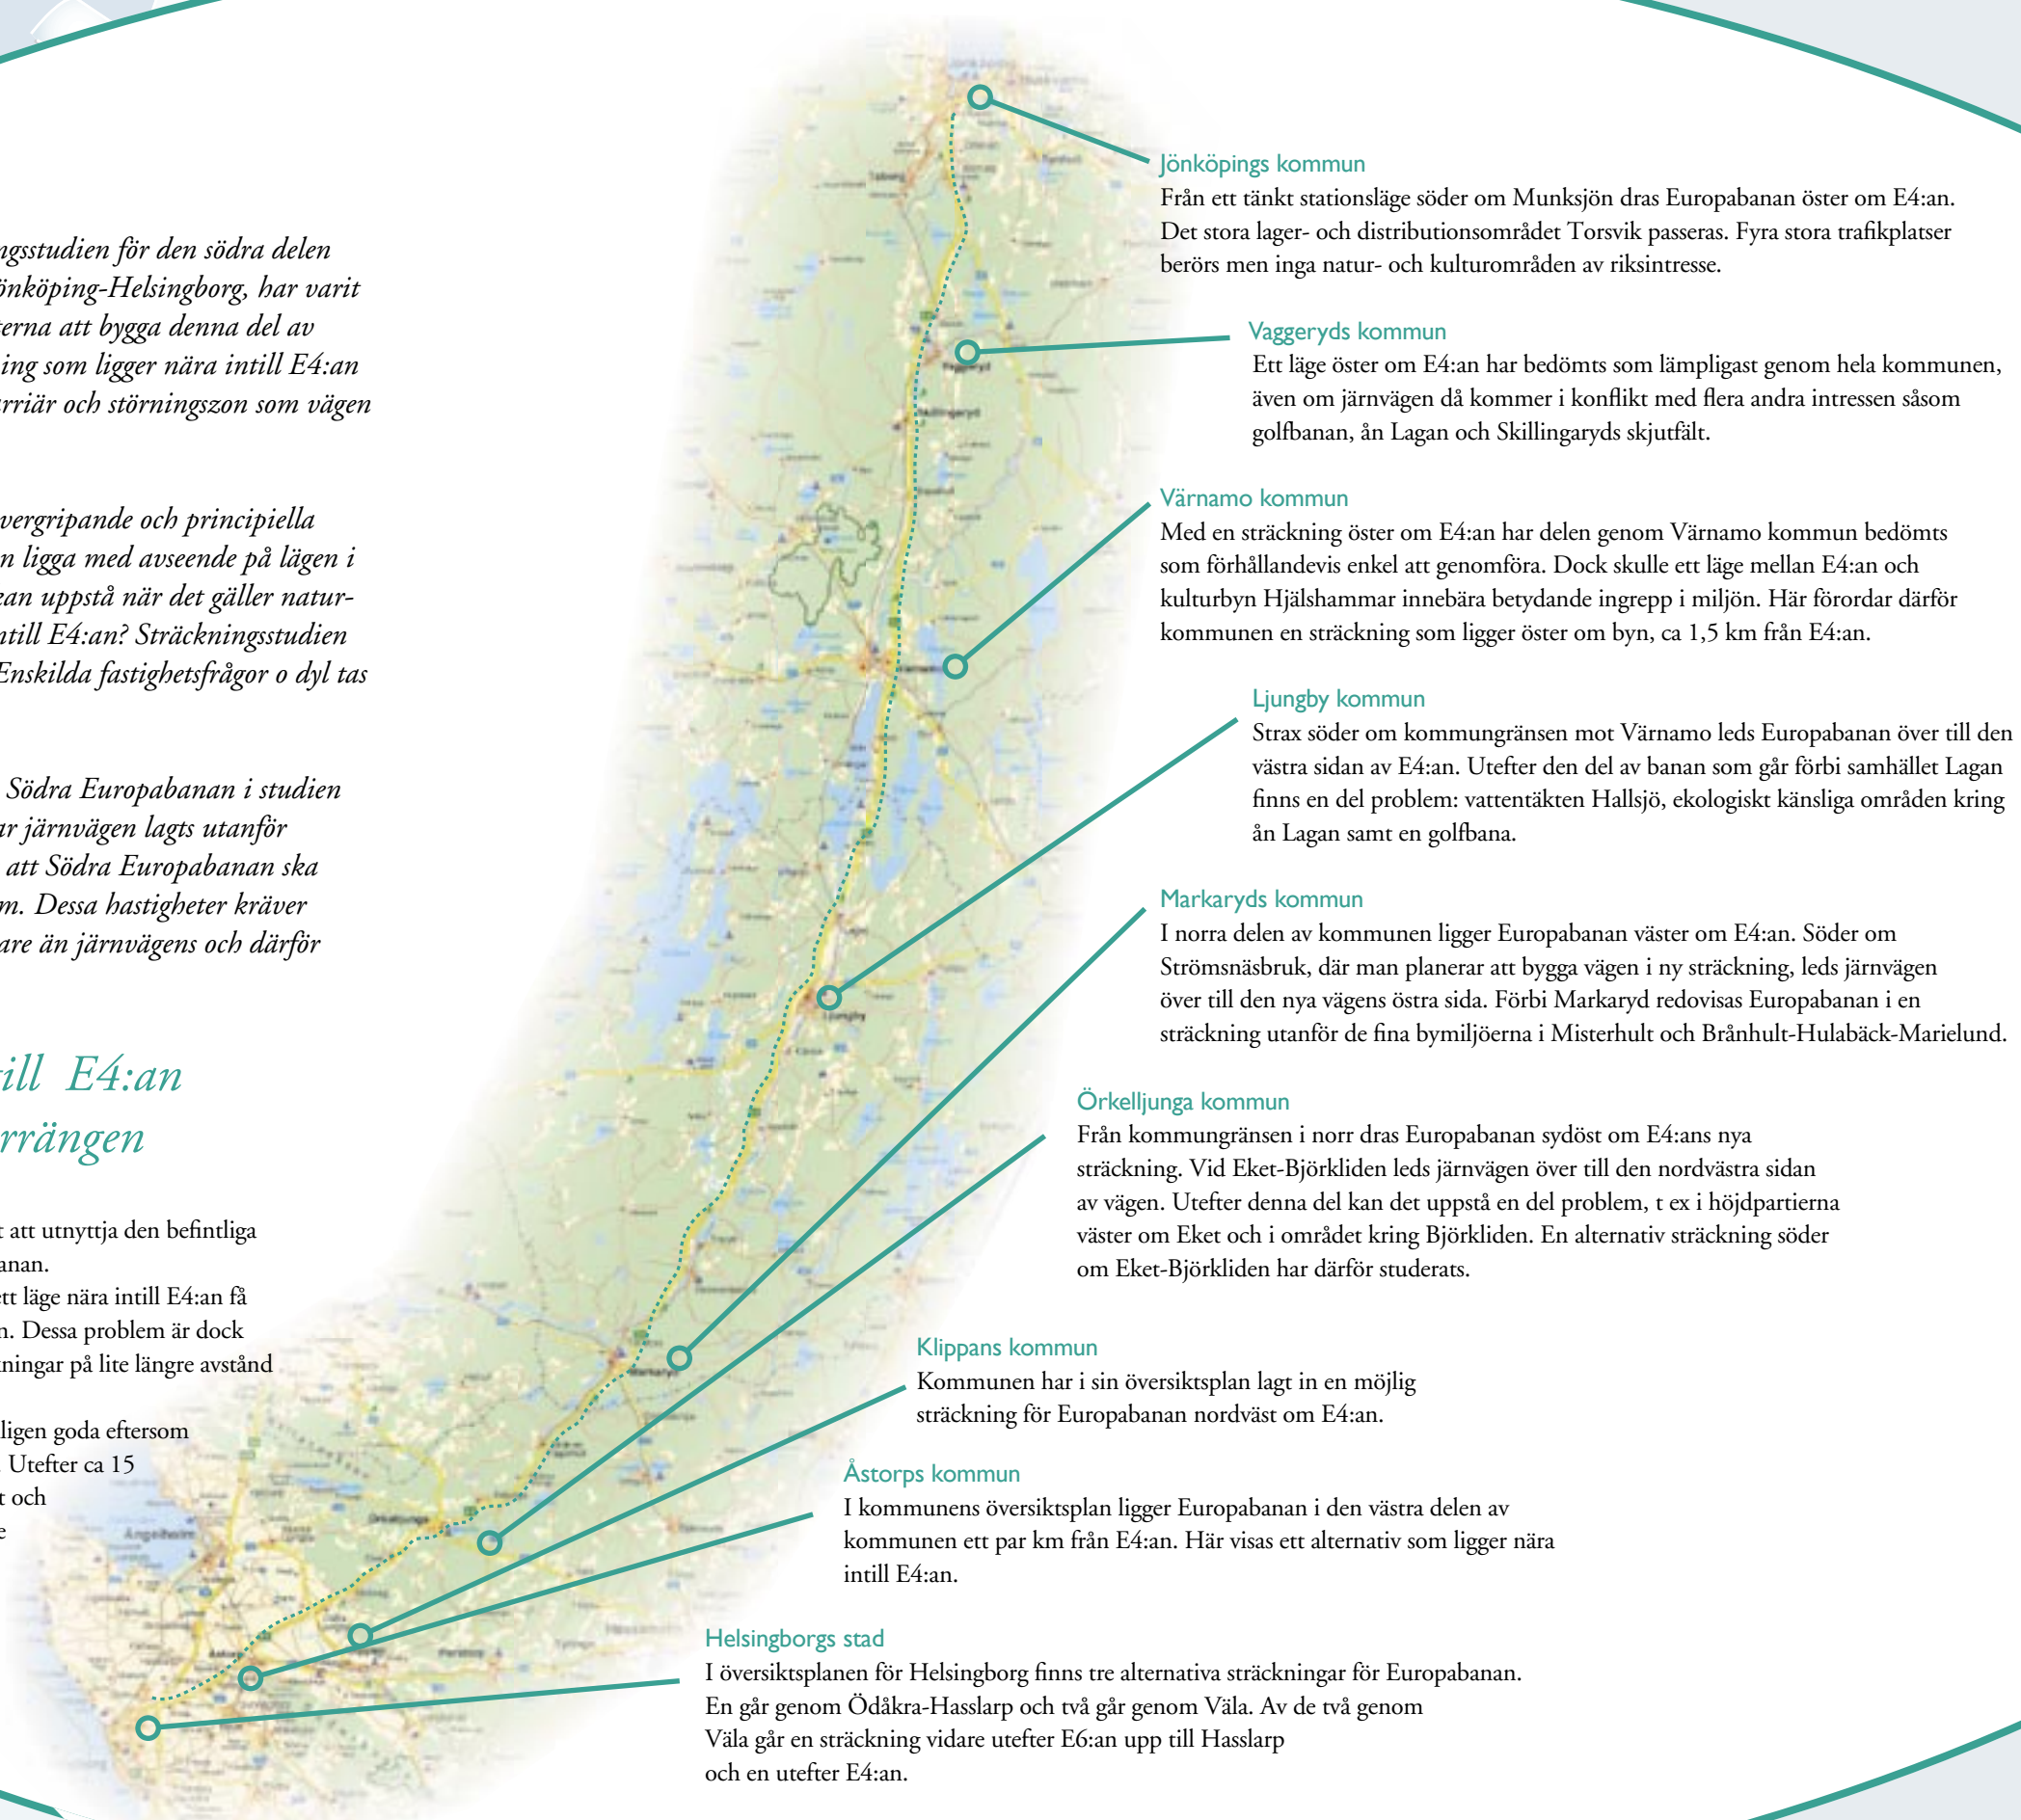 ngsstudien för den södra delen
önköping-Helsingborg, har varit
terna att bygga denna del av
ing som ligger nära intill E4:an
arriär och störningszon som vägen
vergripande och principiella
n ligga med avseende på lägen i
kan uppstå när det gäller natur-
ntill E4:an? Sträckningsstudien
Enskilda fastighetsfrågor o dyl tas
Södra Europabanan i studien
ar järnvägen lagts utanför
att Södra Europabanan ska
m. Dessa hastigheter kräver
are än järnvägens och därför
till E4:an
rrängen
t att utnyttja den befintliga
anan.
ett läge nära intill E4:an få
n. Dessa problem är dock
kningar på lite längre avstånd
ligen goda eftersom
Utefter ca 15
t och
e
Jönköpings kommun
Från ett tänkt stationsläge söder om Munksjön dras Europabanan öster om E4:an.
Det stora lager- och distributionsområdet Torsvik passeras. Fyra stora trafikplatser
berörs men inga natur- och kulturområden av riksintresse.
Vaggeryds kommun
Ett läge öster om E4:an har bedömts som lämpligast genom hela kommunen,
även om järnvägen då kommer i konflikt med flera andra intressen såsom
golfbanan, ån Lagan och Skillingaryds skjutfält.
Värnamo kommun
Med en sträckning öster om E4:an har delen genom Värnamo kommun bedömts
som förhållandevis enkel att genomföra. Dock skulle ett läge mellan E4:an och
kulturbyn Hjälshammar innebära betydande ingrepp i miljön. Här förordar därför
kommunen en sträckning som ligger öster om byn, ca 1,5 km från E4:an.
Ljungby kommun
Strax söder om kommungränsen mot Värnamo leds Europabanan över till den
västra sidan av E4:an. Utefter den del av banan som går förbi samhället Lagan
finns en del problem: vattentäkten Hallsjö, ekologiskt känsliga områden kring
ån Lagan samt en golfbana.
Markaryds kommun
I norra delen av kommunen ligger Europabanan väster om E4:an. Söder om
Strömsnäsbruk, där man planerar att bygga vägen i ny sträckning, leds järnvägen
över till den nya vägens östra sida. Förbi Markaryd redovisas Europabanan i en
sträckning utanför de fina bymiljöerna i Misterhult och Brånhult-Hulabäck-Marielund.
Örkelljunga kommun
Från kommungränsen i norr dras Europabanan sydöst om E4:ans nya
sträckning. Vid Eket-Björkliden leds järnvägen över till den nordvästra sidan
av vägen. Utefter denna del kan det uppstå en del problem, t ex i höjdpartierna
väster om Eket och i området kring Björkliden. En alternativ sträckning söder
om Eket-Björkliden har därför studerats.
Klippans kommun
Kommunen har i sin översiktsplan lagt in en möjlig
sträckning för Europabanan nordväst om E4:an.
Åstorps kommun
I kommunens översiktsplan ligger Europabanan i den västra delen av
kommunen ett par km från E4:an. Här visas ett alternativ som ligger nära
intill E4:an.
Helsingborgs stad
I översiktsplanen för Helsingborg finns tre alternativa sträckningar för Europabanan.
En går genom Ödåkra-Hasslarp och två går genom Väla. Av de två genom
Väla går en sträckning vidare utefter E6:an upp till Hasslarp
och en utefter E4:an.
Vaggeryd
Skillingaryd
Ljungby
Markaryd
Ängelholm